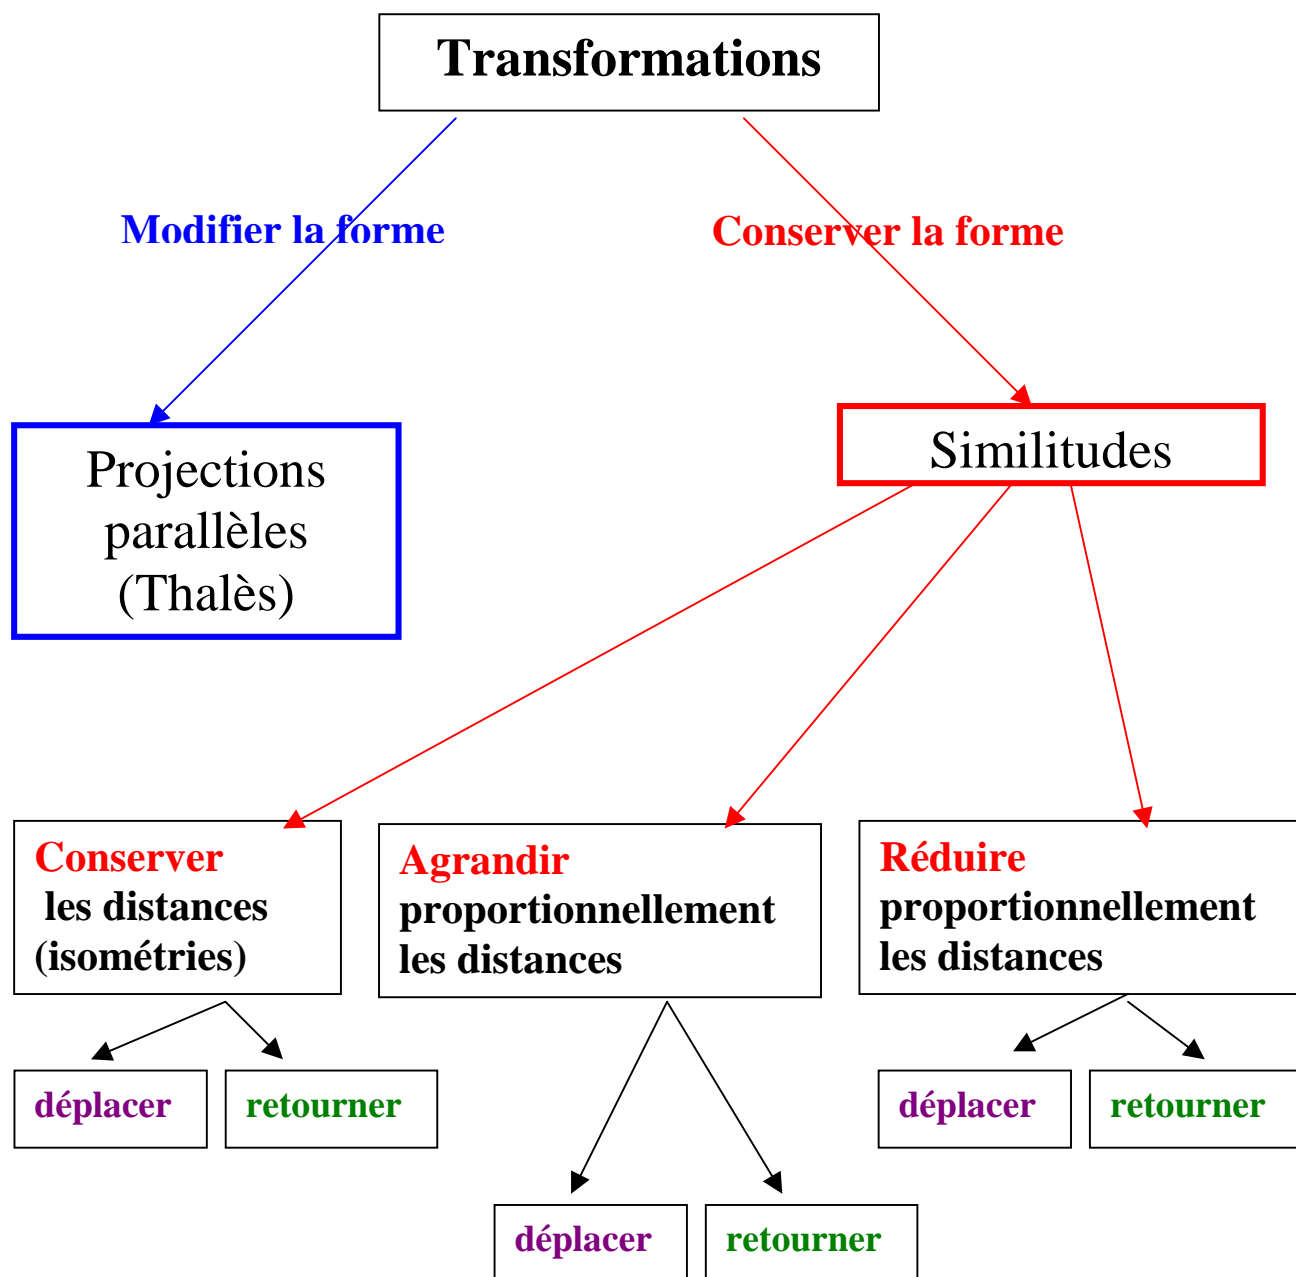 Transformations
Modifier la forme
Conserver la forme
Projections
parallèles
(Thalès)
Similitudes
Conserver
les distances
(isométries)
Agrandir
proportionnellement
les distances
Réduire
proportionnellement
les distances
déplacer
retourner
déplacer
retourner
déplacer
retourner